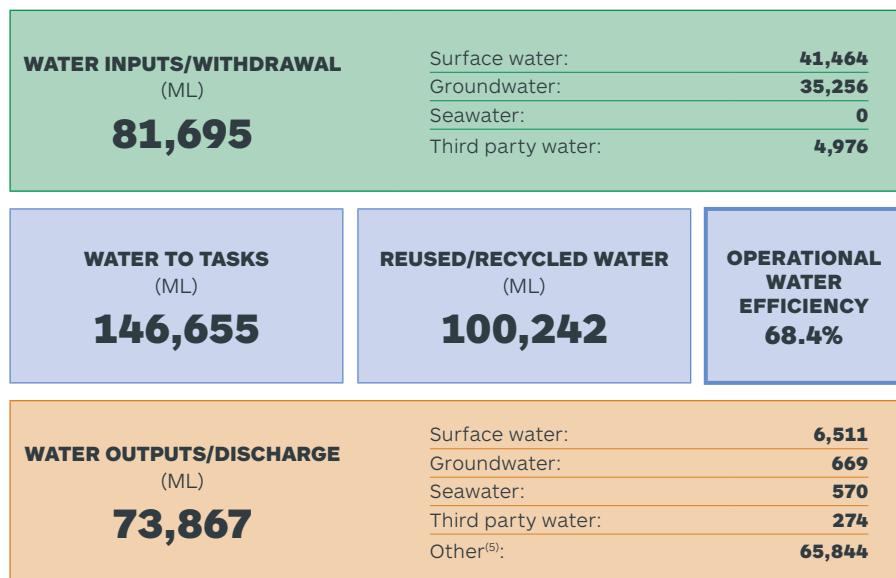 WATER INPUTS/WITHDRAWAL
(ML)
81,695
Surface water: 41,464
Groundwater: 35,256
Seawater: 0
Third party water: 4,976
WATER TO TASKS
(ML)
146,655
REUSED/RECYCLED WATER
(ML)
100,242
OPERATIONAL
WATER
EFFICIENCY
68.4%
WATER OUTPUTS/DISCHARGE
(ML)
73,867
Surface water: 6,511
Groundwater: 669
Seawater: 570
Third party water: 274
Other(5): 65,844